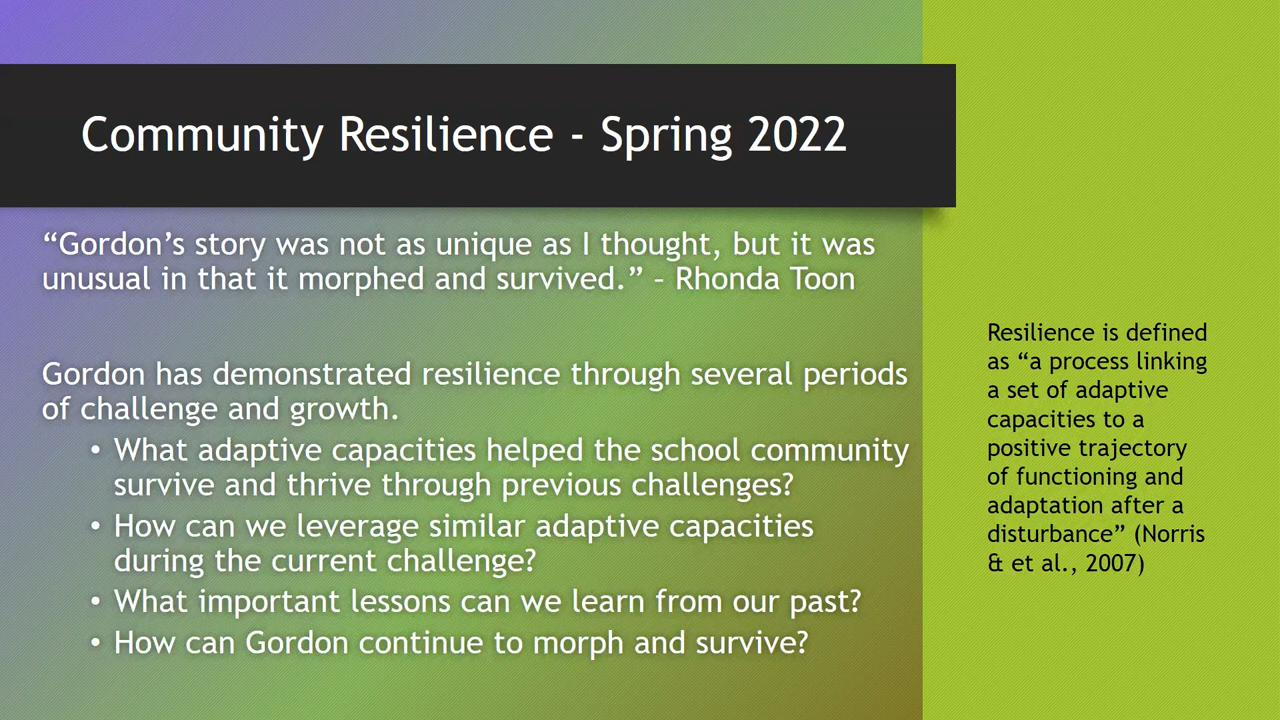 Community Resilience - Spring 2022
“Gordon’s story was not as unique as I thought, but it was
unusual in that it morphed and survived.” – Rhonda Toon
Gordon has demonstrated resilience through several periods
of challenge and growth.
• What adaptive capacities helped the school community
survive and thrive through previous challenges?
• How can we leverage similar adaptive capacities
during the current challenge?
• What important lessons can we learn from our past?
• How can Gordon continue to morph and survive?
Resilience is defined
as “a process linking
a set of adaptive
capacities to a
positive trajectory
of functioning and
adaptation after a
disturbance” (Norris
& et al., 2007)